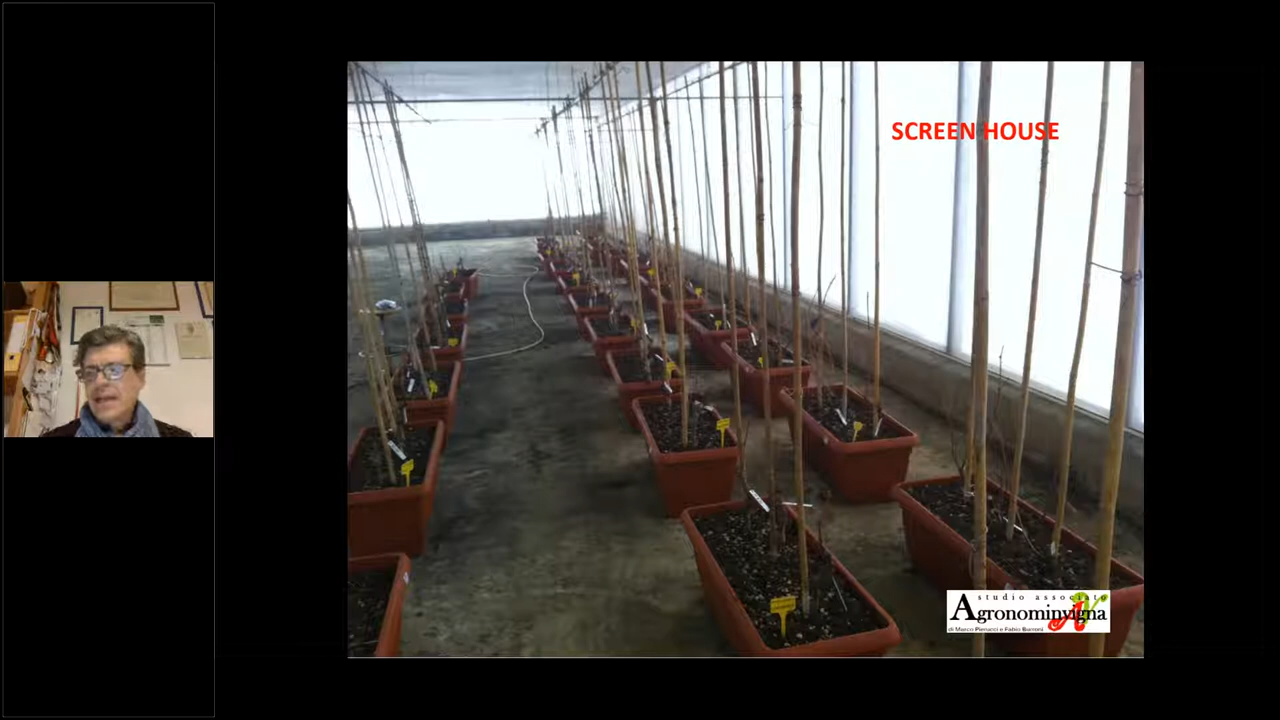 SCREEN HOUSE
studio associato
Agronominvigna
di Marco Pierucci e Fabio Burroni